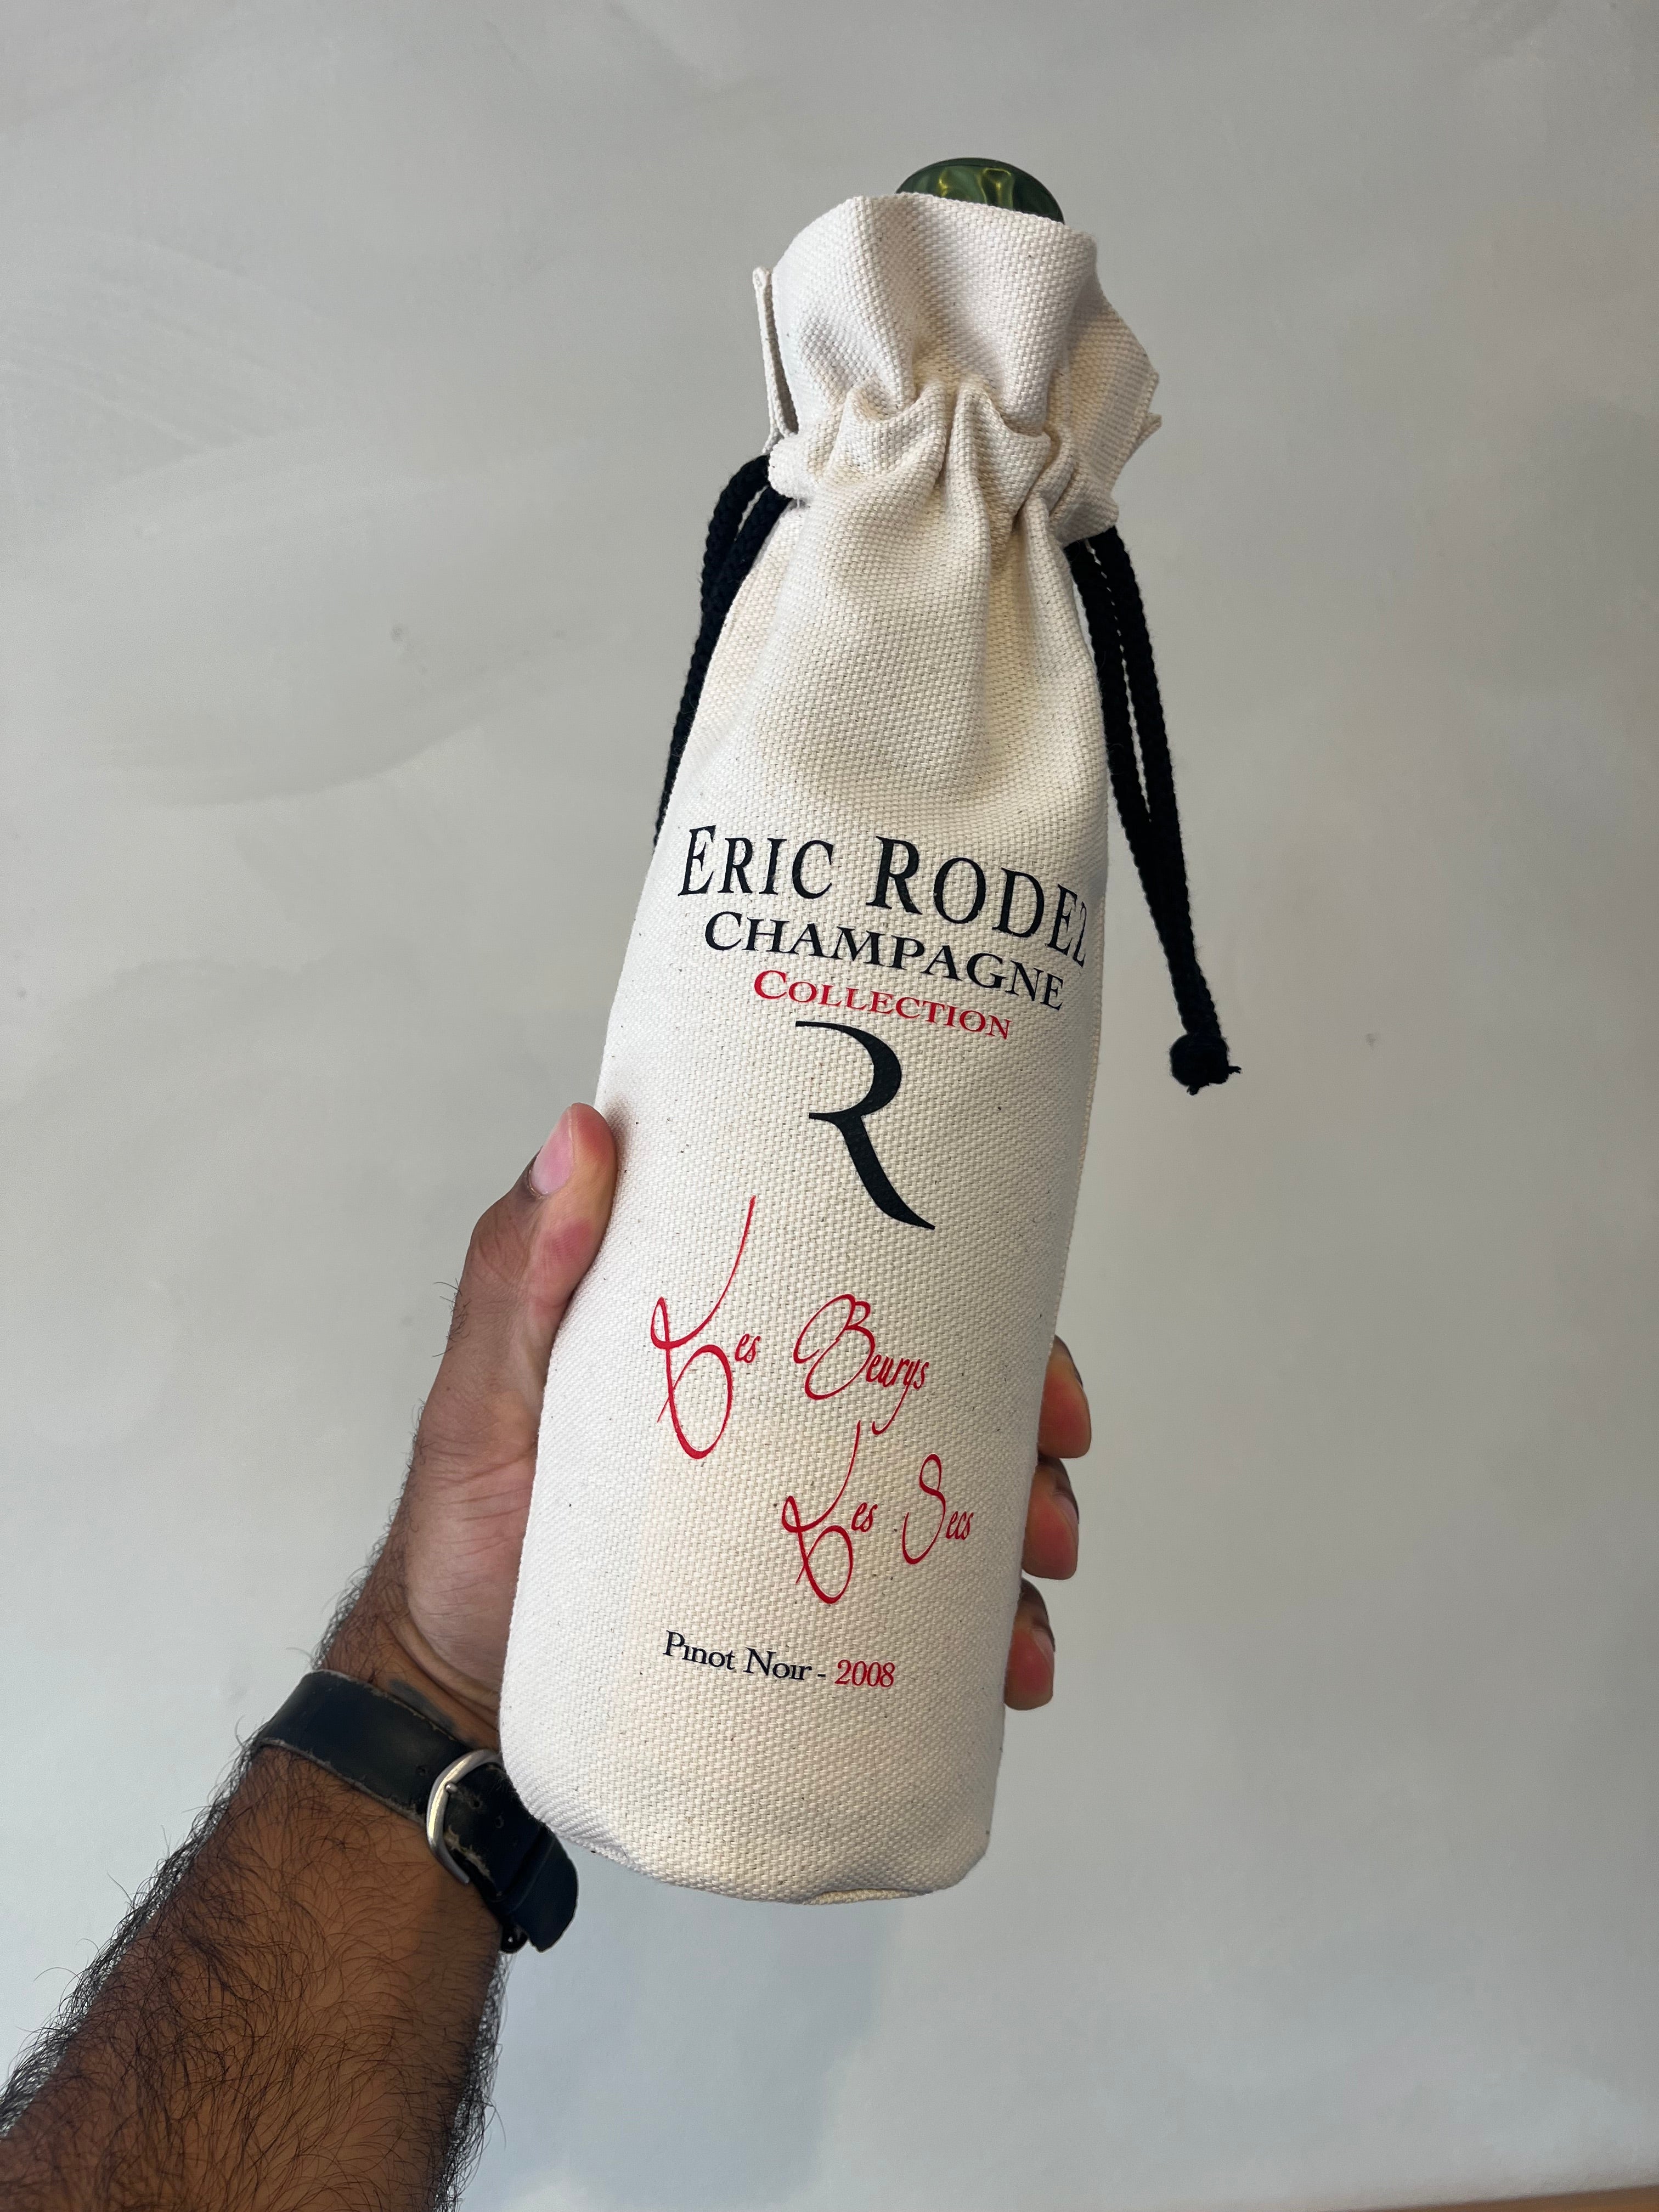 ERIC RODEZ
CHAMPAGNE
COLLECTION
R
Les Beurys
Les Secs
Pinot Noir - 2008